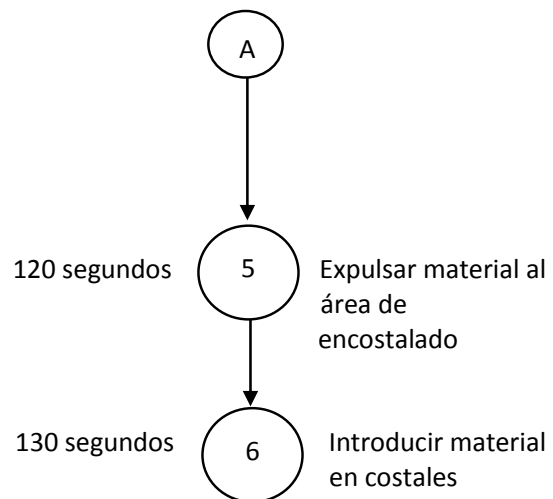 A
120 segundos
5
Expulsar material al
área de
encostalado
130 segundos
6
Introducir material
en costales